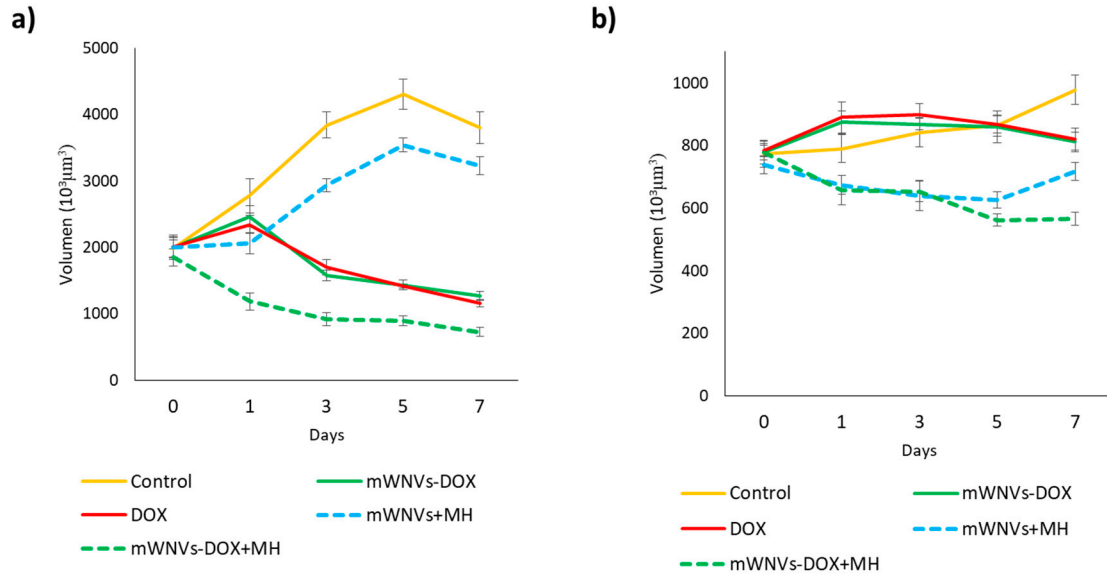 a)
5000
4000
3000
2000
1000
0
Volumen (10³µm³)
0 1 3 5 7
Days
Control
mWNVs-DOX
DOX
mWNVs+MH
mWNVs-DOX+MH
b)
1000
800
600
400
200
0
Volumen (10³µm³)
0 1 3 5 7
Days
Control
mWNVs-DOX
DOX
mWNVs+MH
mWNVs-DOX+MH